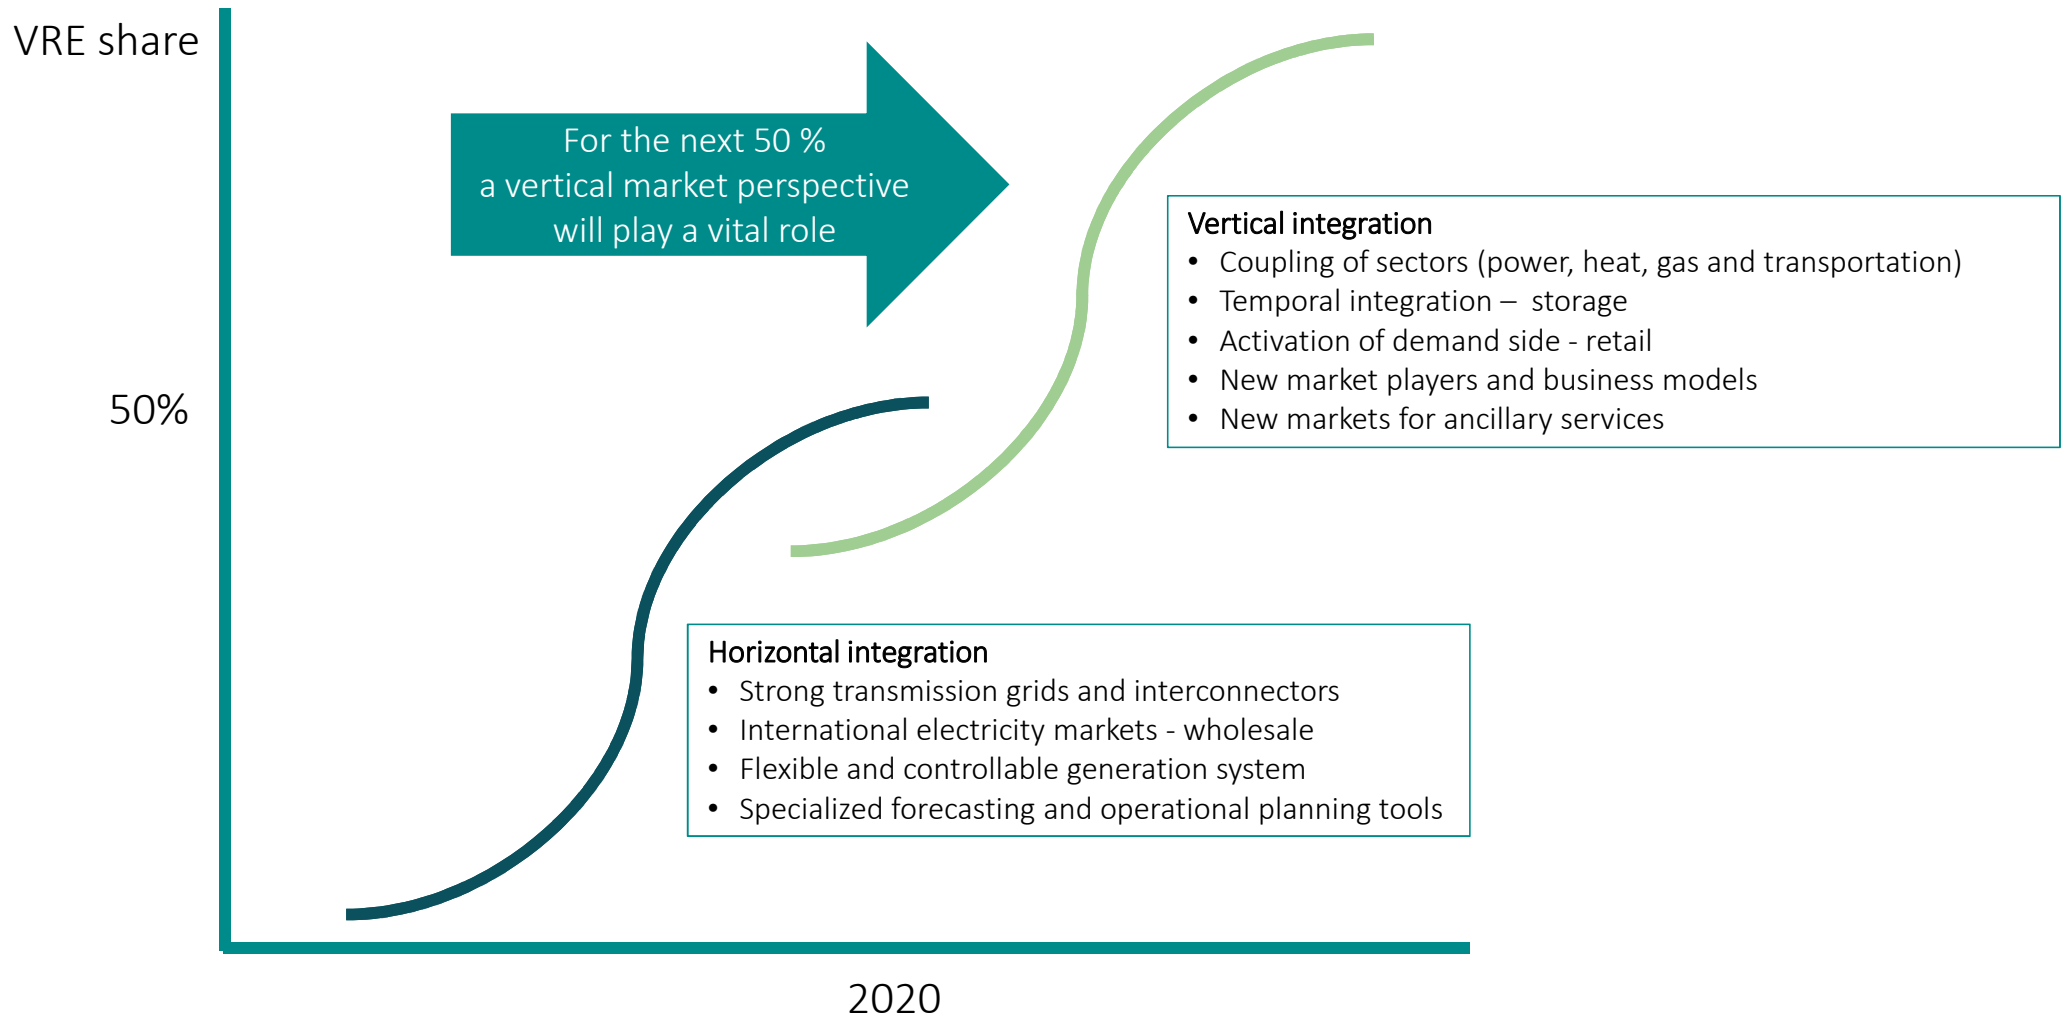 VRE share
For the next 50 %
a vertical market perspective
will play a vital role
Vertical integration
• Coupling of sectors (power, heat, gas and transportation)
• Temporal integration –  storage
• Activation of demand side - retail
• New market players and business models
• New markets for ancillary services
50%
Horizontal integration
• Strong transmission grids and interconnectors
• International electricity markets - wholesale
• Flexible and controllable generation system
• Specialized forecasting and operational planning tools
2020